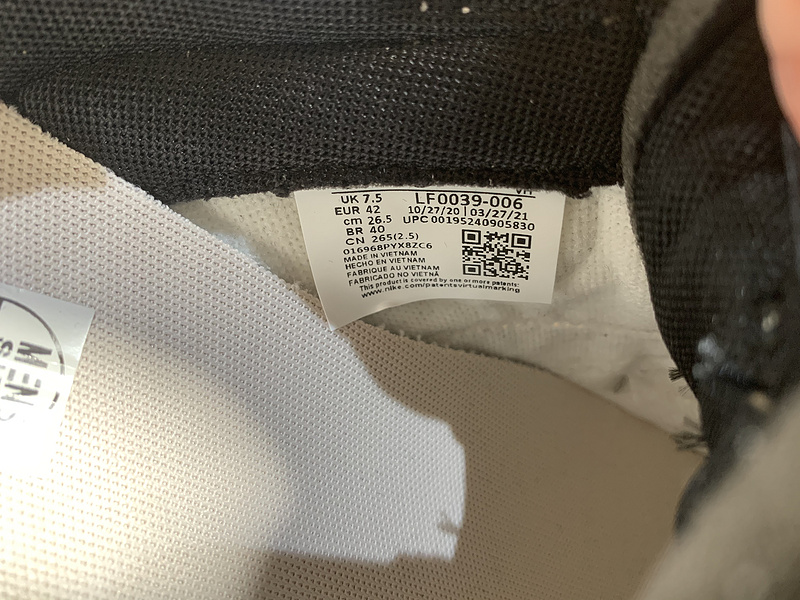 VM
UK 7.5 LF0039-006
EUR 42 10/27/20 | 03/27/21
cm 26.5 UPC 00195240905830
BR 40
CN 265(2.5)
016968PYX8ZC6
MADE IN VIETNAM
HECHO EN VIETNAM
FABRIQUE AU VIETNAM
FABRICADO NO VIETNÃ
This product is covered by one or more patents:
www.nike.com/patentsvirtualmarking